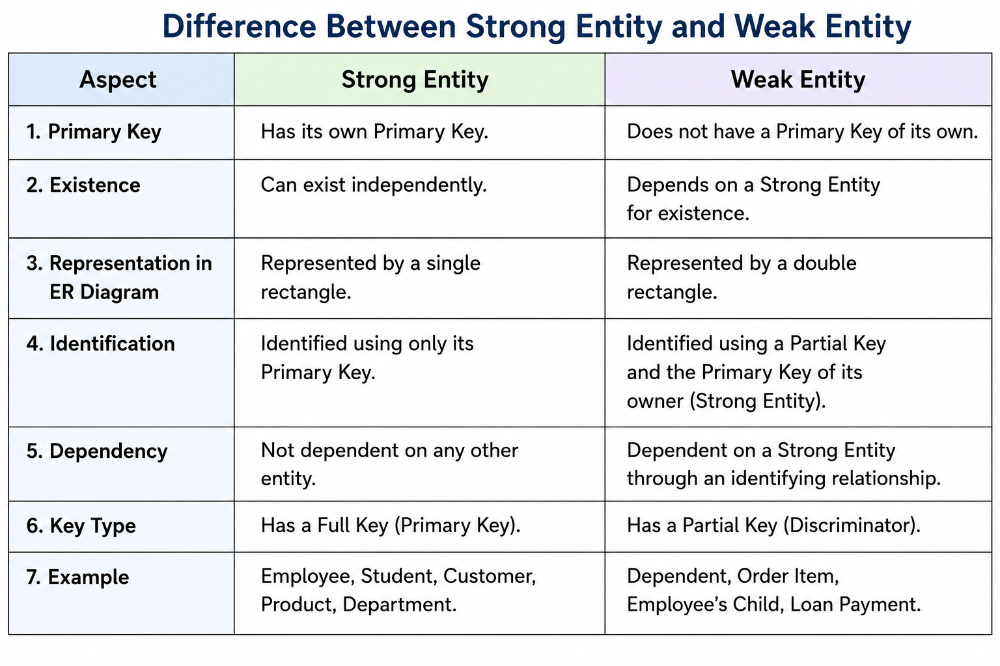 Difference Between Strong Entity and Weak Entity
Aspect
Strong Entity
Weak Entity
1. Primary Key
Has its own Primary Key.
Does not have a Primary Key of its own.
2. Existence
Can exist independently.
Depends on a Strong Entity
for existence.
3. Representation in
ER Diagram
Represented by a single
rectangle.
Represented by a double
rectangle.
4. Identification
Identified using only its
Primary Key.
Identified using a Partial Key
and the Primary Key of its
owner (Strong Entity).
5. Dependency
Not dependent on any other
entity.
Dependent on a Strong Entity
through an identifying relationship.
6. Key Type
Has a Full Key (Primary Key).
Has a Partial Key (Discriminator).
7. Example
Employee, Student, Customer,
Product, Department.
Dependent, Order Item,
Employee’s Child, Loan Payment.